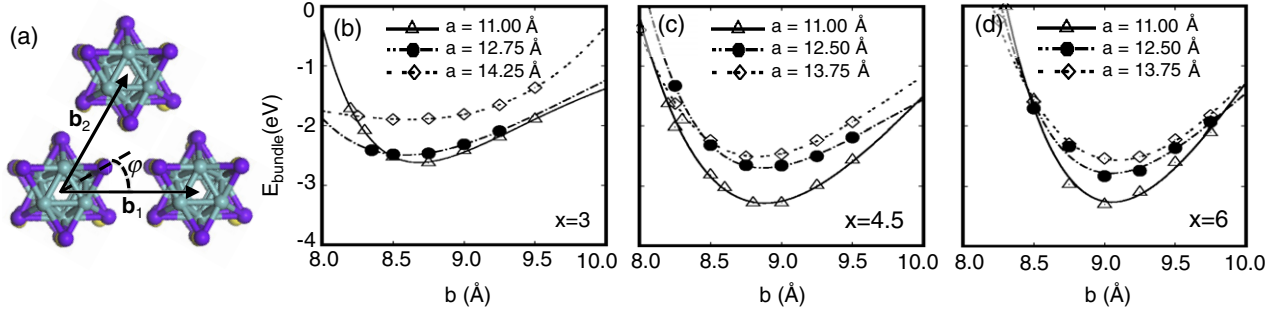 (a)
b₂
φ
b₁
E_bundle(eV)
0
-1
-2
-3
-4
(b)
a = 11.00 Å
a = 12.75 Å
a = 14.25 Å
x=3
8.0 8.5 9.0 9.5 10.0
b (Å)
(c)
a = 11.00 Å
a = 12.50 Å
a = 13.75 Å
x=4.5
8.0 8.5 9.0 9.5 10.0
b (Å)
(d)
a = 11.00 Å
a = 12.50 Å
a = 13.75 Å
x=6
8.0 8.5 9.0 9.5 10.0
b (Å)